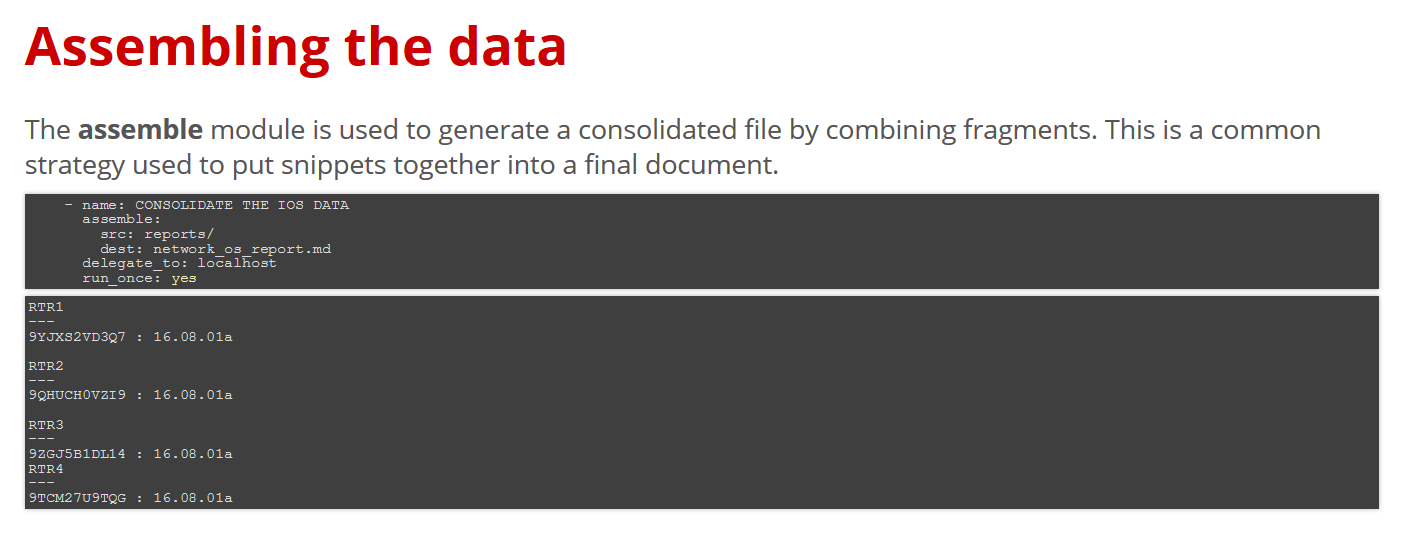 Assembling the data
The assemble module is used to generate a consolidated file by combining fragments. This is a common
strategy used to put snippets together into a final document.
- name: CONSOLIDATE THE IOS DATA
assemble:
src: reports/
dest: network_os_report.md
delegate_to: localhost
run_once: yes
RTR1
---
9YJXS2VD3Q7 : 16.08.01a
RTR2
---
9QHUCH0VZI9 : 16.08.01a
RTR3
---
9ZGJ5B1DL14 : 16.08.01a
RTR4
---
9TCM27U9TQG : 16.08.01a